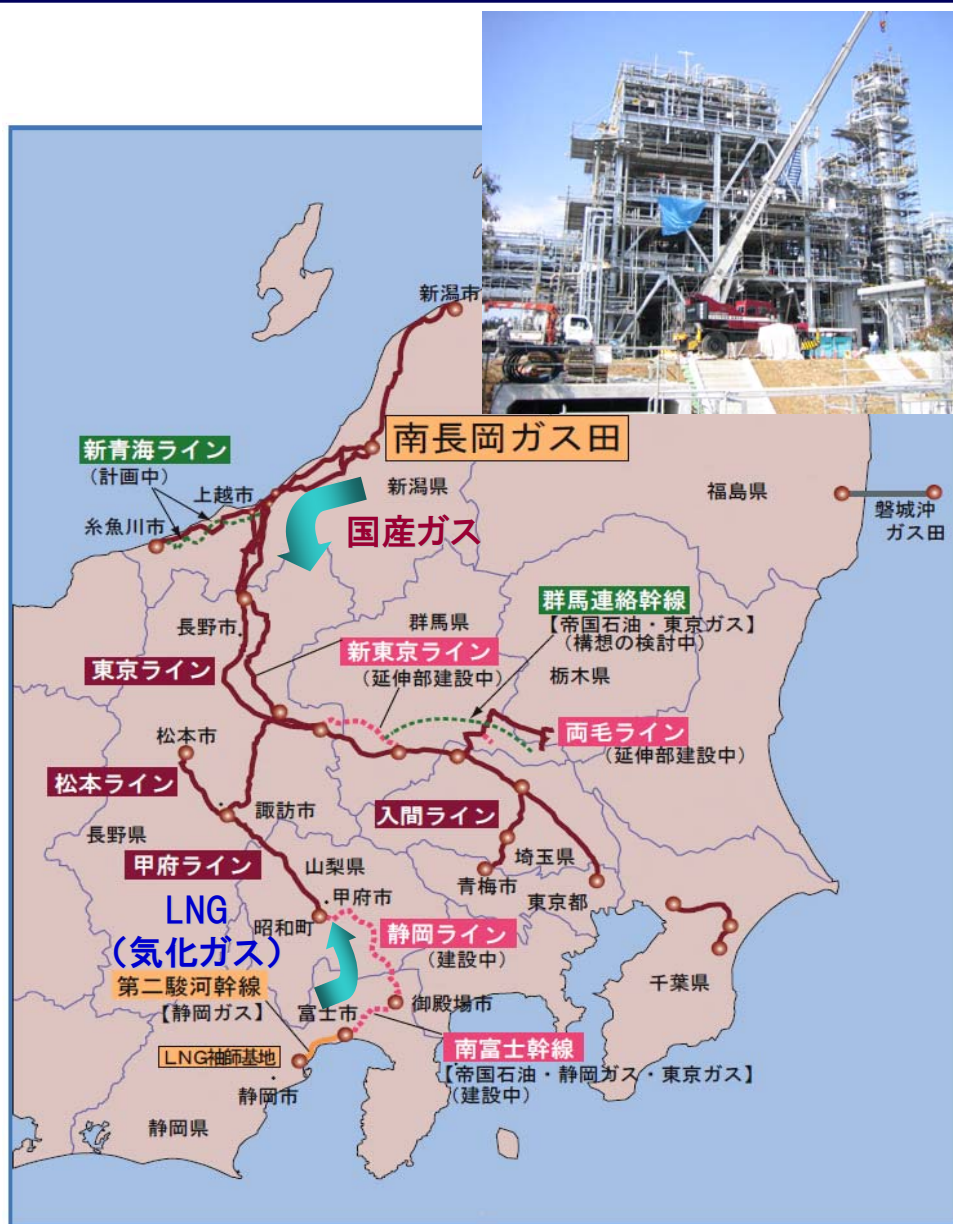 新潟市
南長岡ガス田
新青海ライン
(計画中)
上越市
新潟県
福島県
糸魚川市
磐城沖
ガス田
国産ガス
群馬連絡幹線
【帝国石油・東京ガス】
(構想の検討中)
長野市
群馬県
新東京ライン
(延伸部建設中)
栃木県
東京ライン
両毛ライン
(延伸部建設中)
松本市
松本ライン
諏訪市
入間ライン
長野県
甲府ライン
山梨県
埼玉県
青梅市
東京都
甲府市
昭和町
LNG
(気化ガス)
静岡ライン
(建設中)
千葉県
第二駿河幹線
【静岡ガス】
富士市
御殿場市
LNG袖師基地
南富士幹線
【帝国石油・静岡ガス・東京ガス】
(建設中)
静岡市
静岡県